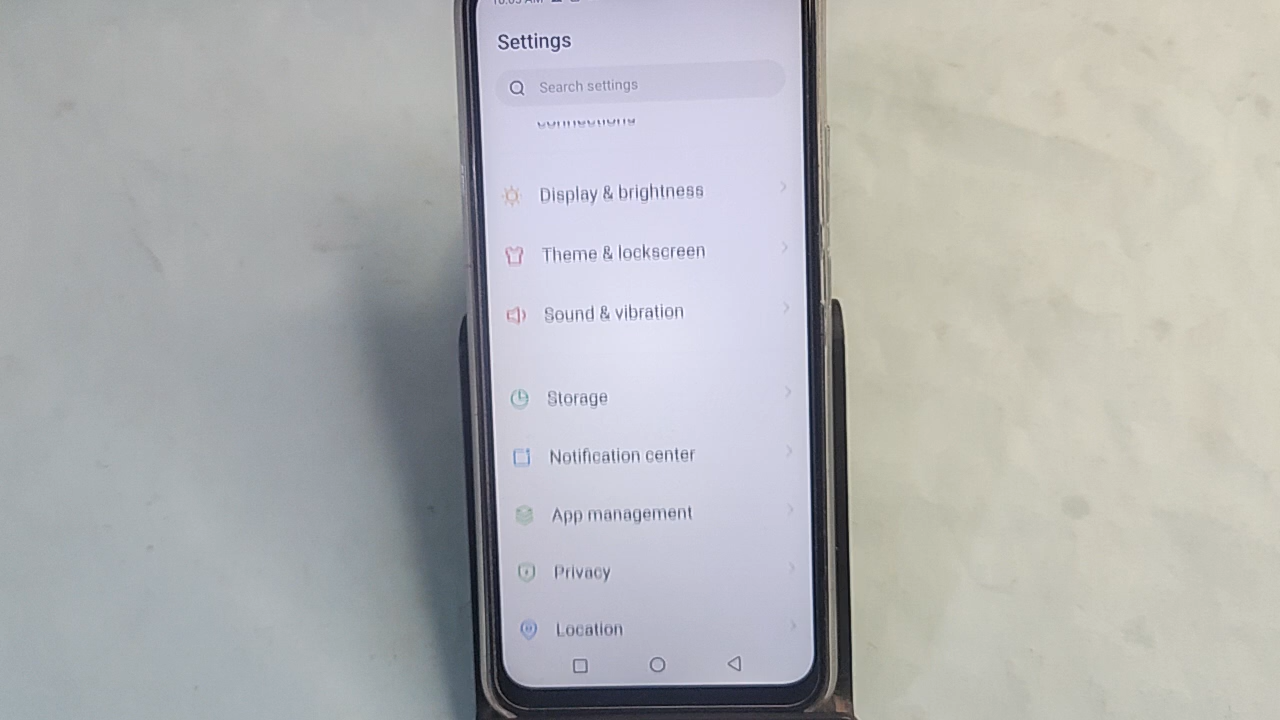 Settings
Search settings
Display & brightness
Theme & lockscreen
Sound & vibration
Storage
Notification center
App management
Privacy
Location